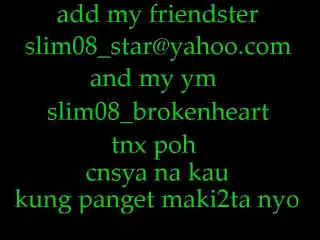 add my friendster
slim08_star@yahoo.com
and my ym
slim08_brokenheart
tnx poh
cnsya na kau
kung panget maki2ta nyo